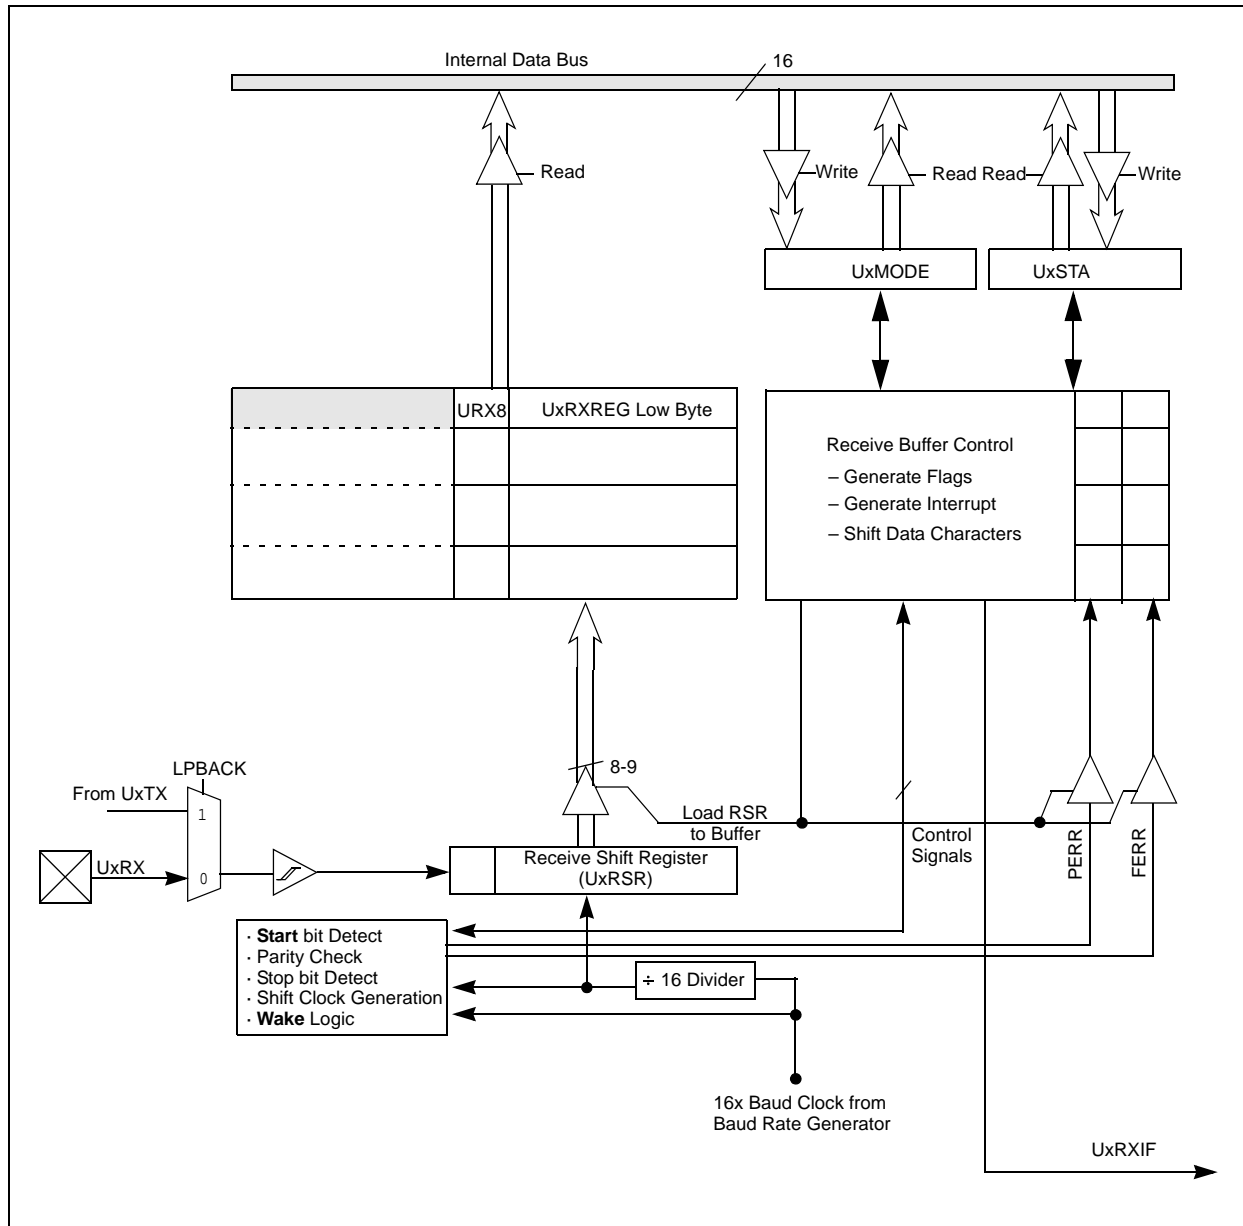 Internal Data Bus
16
Read
Write
Read Read
Write
UxMODE
UxSTA
URX8
UxRXREG Low Byte
Receive Buffer Control
– Generate Flags
– Generate Interrupt
– Shift Data Characters
LPBACK
8-9
From UxTX
1
Load RSR
to Buffer
Control
Signals
PERR
FERR
UxRX
0
Receive Shift Register
(UxRSR)
· Start bit Detect
· Parity Check
· Stop bit Detect
· Shift Clock Generation
· Wake Logic
÷ 16 Divider
16x Baud Clock from
Baud Rate Generator
UxRXIF